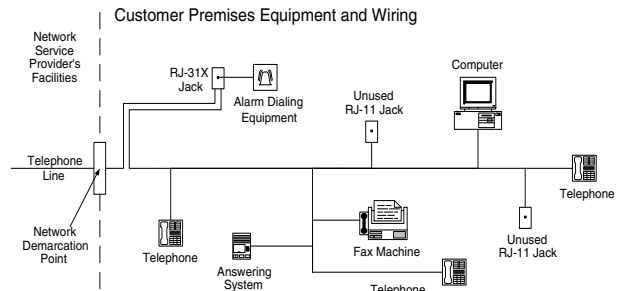 Customer Premises Equipment and Wiring
Network
Service
Provider's
Facilities
RJ-31X
Jack
Alarm Dialing
Equipment
Unused
RJ-11 Jack
Computer
Telephone
Line
Telephone
Network
Demarcation
Point
Telephone
Answering
System
Fax Machine
Unused
RJ-11 Jack
Telephone